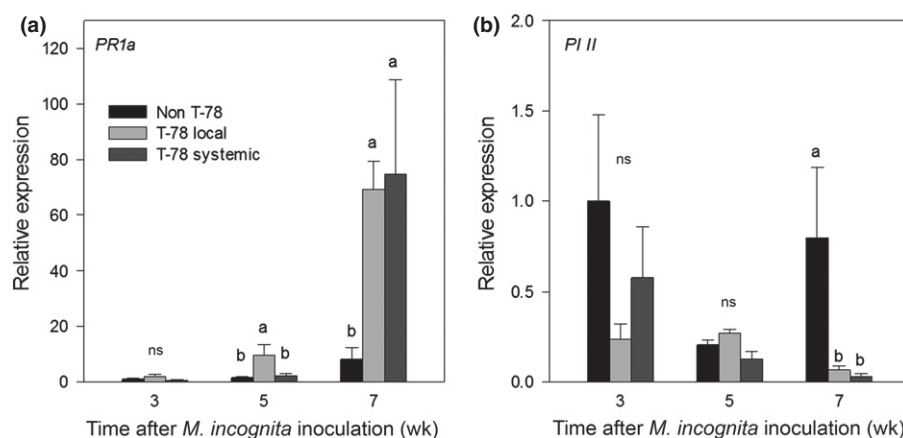 (a)
PR1a
120
100
80
60
40
20
0
Relative expression
Non T-78
T-78 local
T-78 systemic
ns
b a b
b a a
3 5 7
Time after M. incognita inoculation (wk)
(b)
PI II
2.0
1.5
1.0
0.5
0.0
Relative expression
ns
ns
a b b
3 5 7
Time after M. incognita inoculation (wk)